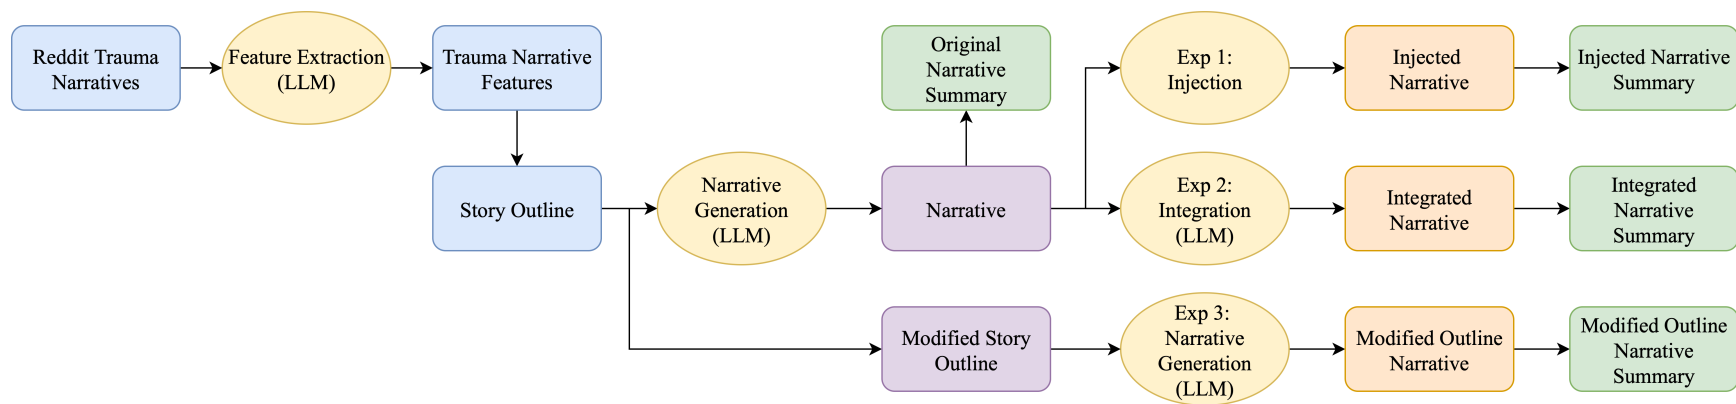 Reddit Trauma
Narratives
Feature Extraction
(LLM)
Trauma Narrative
Features
Original
Narrative
Summary
Exp 1:
Injection
Injected
Narrative
Injected Narrative
Summary
Story Outline
Narrative
Generation
(LLM)
Narrative
Exp 2:
Integration
(LLM)
Integrated
Narrative
Integrated
Narrative
Summary
Modified Story
Outline
Exp 3:
Narrative
Generation
(LLM)
Modified Outline
Narrative
Modified Outline
Narrative
Summary